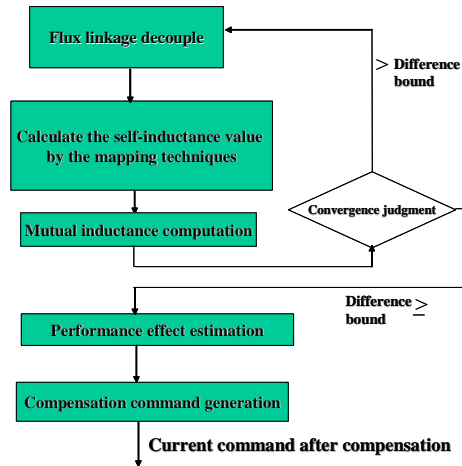 Flux linkage decouple
> Difference
bound
Calculate the self-inductance value
by the mapping techniques
Convergence judgment
Mutual inductance computation
Difference ≥
bound
Performance effect estimation
Compensation command generation
Current command after compensation